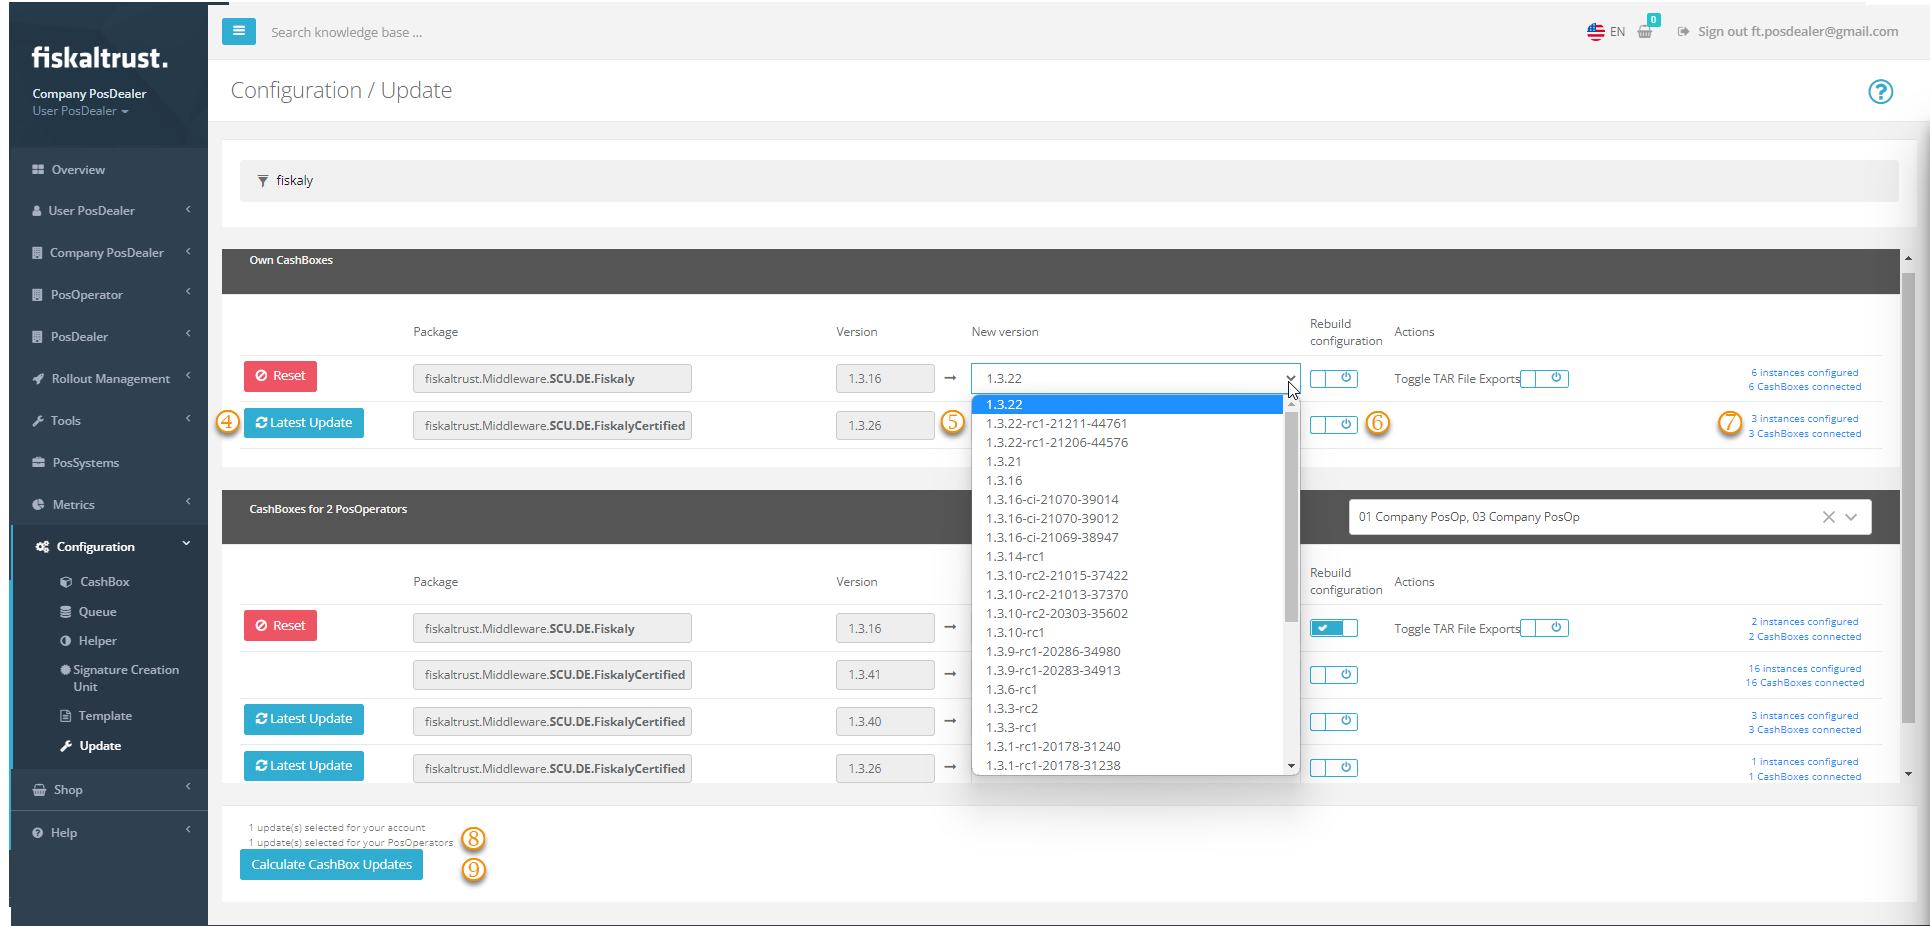 fiskaltrust.
Company PosDealer
User PosDealer
Overview
User PosDealer
Company PosDealer
PosOperator
PosDealer
Rollout Management
Tools
PosSystems
Metrics
Configuration
CashBox
Queue
Helper
Signature Creation
Unit
Template
Update
Shop
Help
Search knowledge base ...
EN
0
Sign out ft.posdealer@gmail.com
Configuration / Update
?
fiskaly
Own CashBoxes
Package
Version
New version
Rebuild
configuration
Actions
Reset
fiskaltrust.Middleware.SCU.DE.Fiskaly
1.3.16
1.3.22
Toggle TAR File Exports
6 instances configured
6 CashBoxes connected
4
Latest Update
fiskaltrust.Middleware.SCU.DE.FiskalyCertified
1.3.26
5
6
7
3 instances configured
3 CashBoxes connected
1.3.22
1.3.22-rc1-21211-44761
1.3.22-rc1-21206-44576
1.3.21
1.3.16
1.3.16-ci-21070-39014
1.3.16-ci-21070-39012
1.3.16-ci-21069-38947
1.3.14-rc1
1.3.10-rc2-21015-37422
1.3.10-rc2-21013-37370
1.3.10-rc2-20303-35602
1.3.10-rc1
1.3.9-rc1-20286-34980
1.3.9-rc1-20283-34913
1.3.6-rc1
1.3.3-rc2
1.3.3-rc1
1.3.1-rc1-20178-31240
1.3.1-rc1-20178-31238
CashBoxes for 2 PosOperators
01 Company PosOp, 03 Company PosOp
Package
Version
Rebuild
configuration
Actions
Reset
fiskaltrust.Middleware.SCU.DE.Fiskaly
1.3.16
Toggle TAR File Exports
2 instances configured
2 CashBoxes connected
fiskaltrust.Middleware.SCU.DE.FiskalyCertified
1.3.41
16 instances configured
16 CashBoxes connected
Latest Update
fiskaltrust.Middleware.SCU.DE.FiskalyCertified
1.3.40
3 instances configured
3 CashBoxes connected
Latest Update
fiskaltrust.Middleware.SCU.DE.FiskalyCertified
1.3.26
1 instances configured
1 CashBoxes connected
1 update(s) selected for your account
1 update(s) selected for your PosOperators
8
Calculate CashBox Updates
9